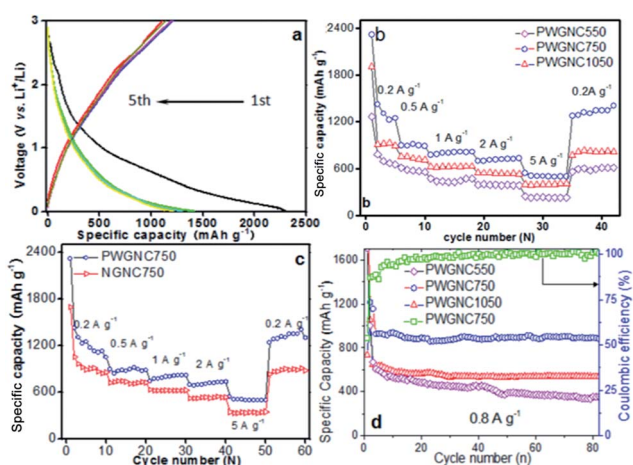 a
5th
1st
Voltage (V vs. Li⁺/Li)
3
2
1
0
0 500 1000 1500 2000 2500
Specific capacity (mAh g⁻¹)
b
PWGNC550
PWGNC750
PWGNC1050
Specific capacity (mAh g⁻¹)
2400
1800
1200
600
0
0.2 A g⁻¹
0.5 A g⁻¹
1 A g⁻¹
2 A g⁻¹
5 A g⁻¹
0.2A g⁻¹
b
0 10 20 30 40
cycle number (N)
c
PWGNC750
NGNC750
Specific capacity (mAh g⁻¹)
2400
1800
1200
600
0
0.2 A g⁻¹
0.5 A g⁻¹
1 A g⁻¹
2 A g⁻¹
5 A g⁻¹
0.2 A g⁻¹
0 10 20 30 40 50 60
Cycle number (N)
PWGNC550
PWGNC750
PWGNC1050
PWGNC750
Specific Capacity (mAh g⁻¹)
1600
1200
800
400
0
Coulombic efficiency (%)
100
80
60
40
20
0
d
0.8 A g⁻¹
0 20 40 60 80
Cycle number (n)